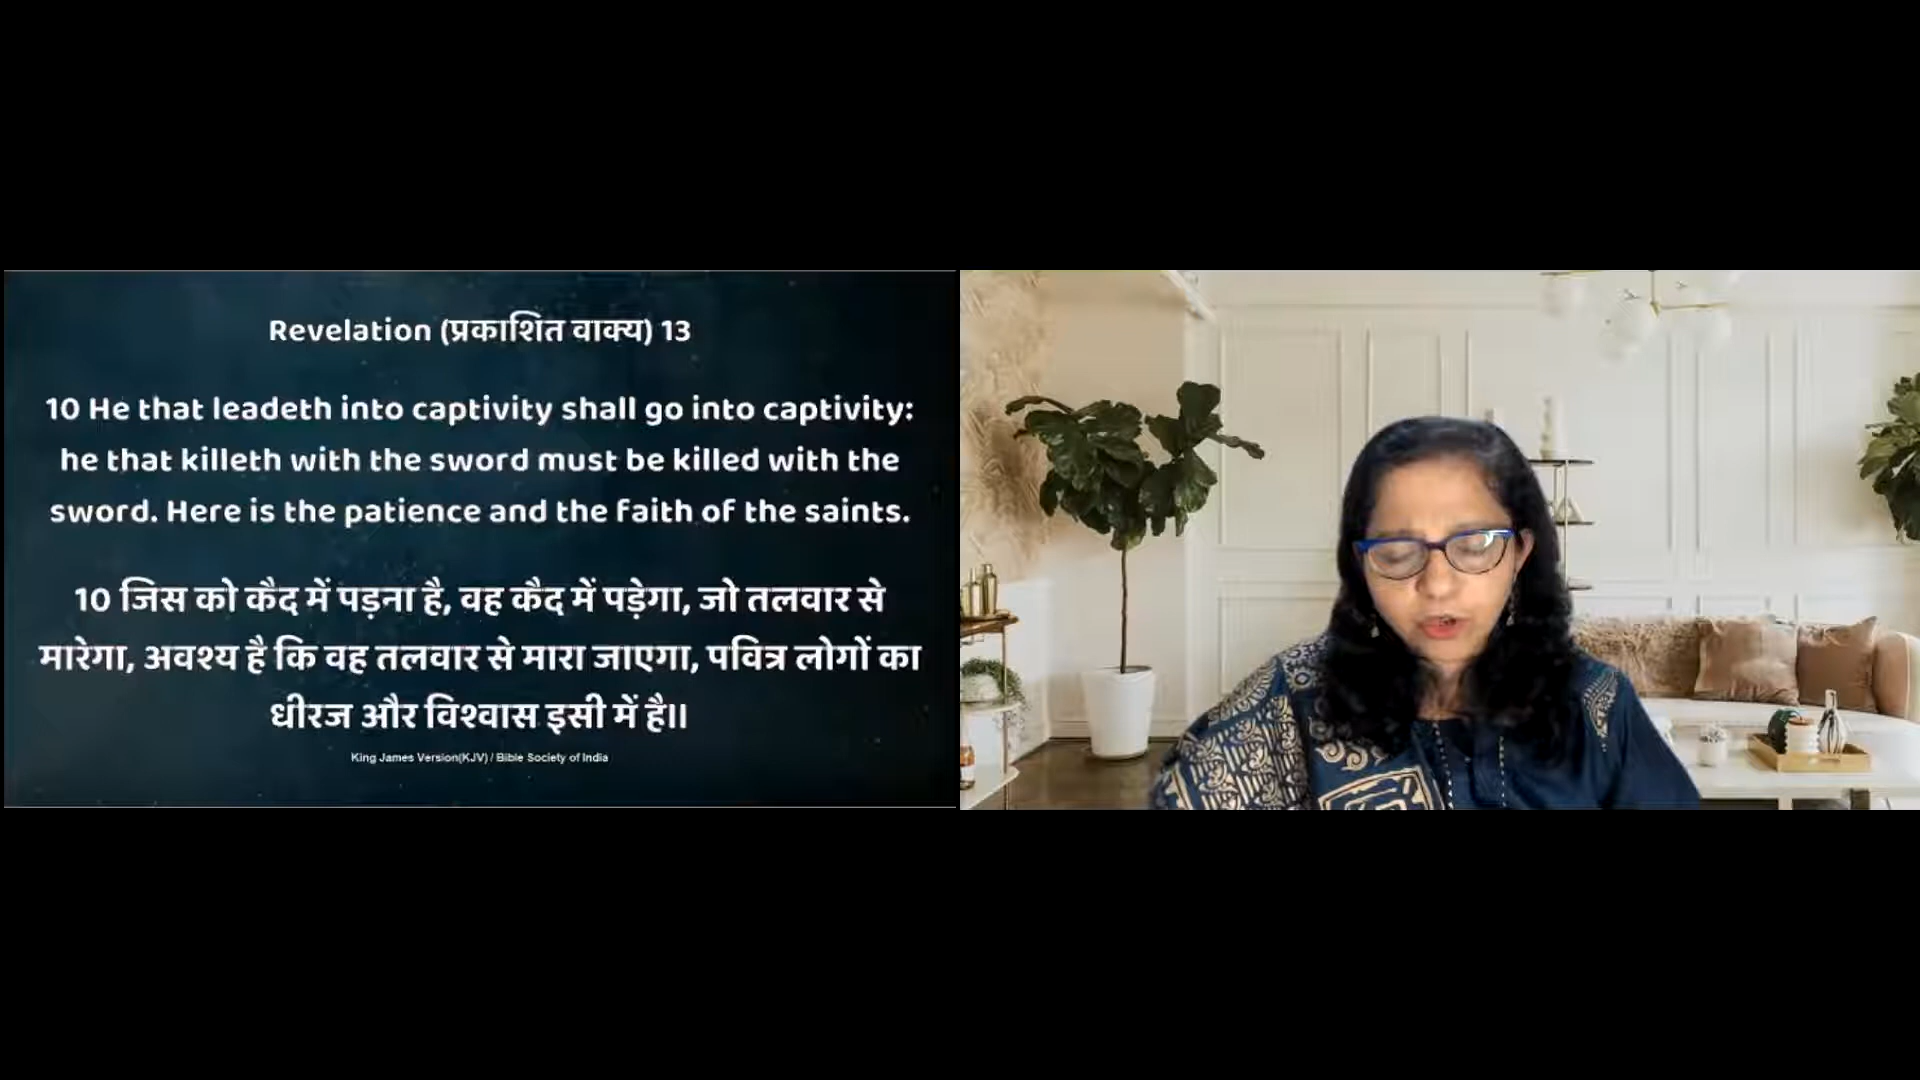 Revelation (प्रकाशित वाक्य) 13
10 He that leadeth into captivity shall go into captivity:
he that killeth with the sword must be killed with the
sword. Here is the patience and the faith of the saints.
10 जिस को कैद में पड़ना है, वह कैद में पड़ेगा, जो तलवार से
मारेगा, अवश्य है कि वह तलवार से मारा जाएगा, पवित्र लोगों का
धीरज और विश्वास इसी में है।।
King James Version(KJV) / Bible Society of India